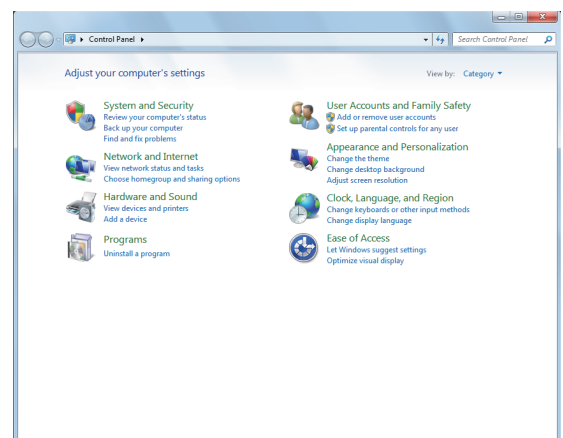 Control Panel
Search Control Panel
Adjust your computer's settings
View by: Category
System and Security
Review your computer's status
Back up your computer
Find and fix problems
Network and Internet
View network status and tasks
Choose homegroup and sharing options
Hardware and Sound
View devices and printers
Add a device
Programs
Uninstall a program
User Accounts and Family Safety
Add or remove user accounts
Set up parental controls for any user
Appearance and Personalization
Change the theme
Change desktop background
Adjust screen resolution
Clock, Language, and Region
Change keyboards or other input methods
Change display language
Ease of Access
Let Windows suggest settings
Optimize visual display